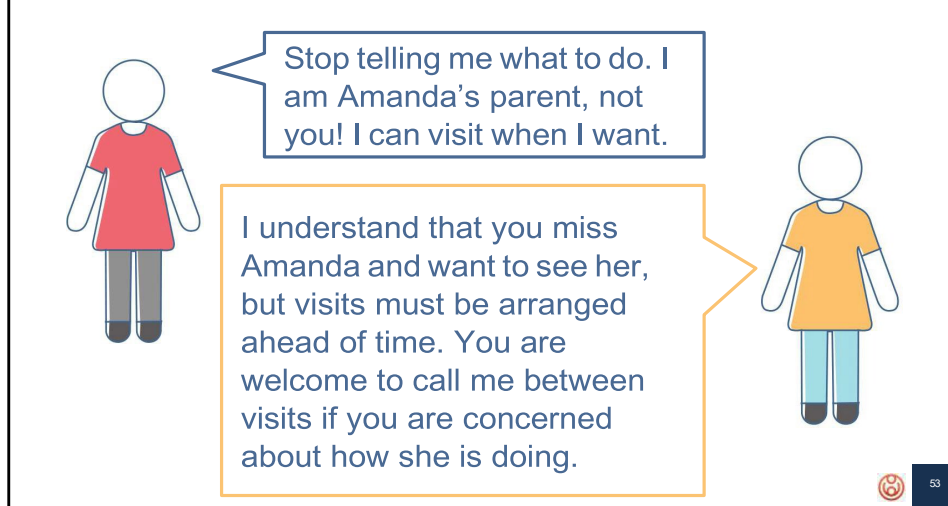 Stop telling me what to do. I
am Amanda’s parent, not
you! I can visit when I want.
I understand that you miss
Amanda and want to see her,
but visits must be arranged
ahead of time. You are
welcome to call me between
visits if you are concerned
about how she is doing.
53